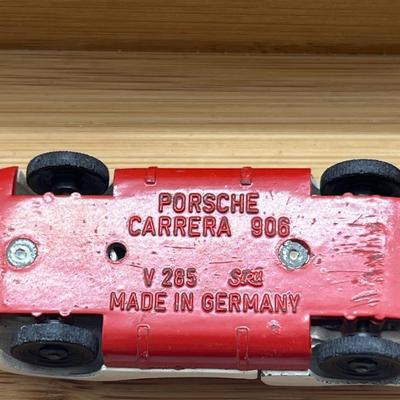 PORSCHE
CARRERA 906
V 285 Siku
MADE IN GERMANY